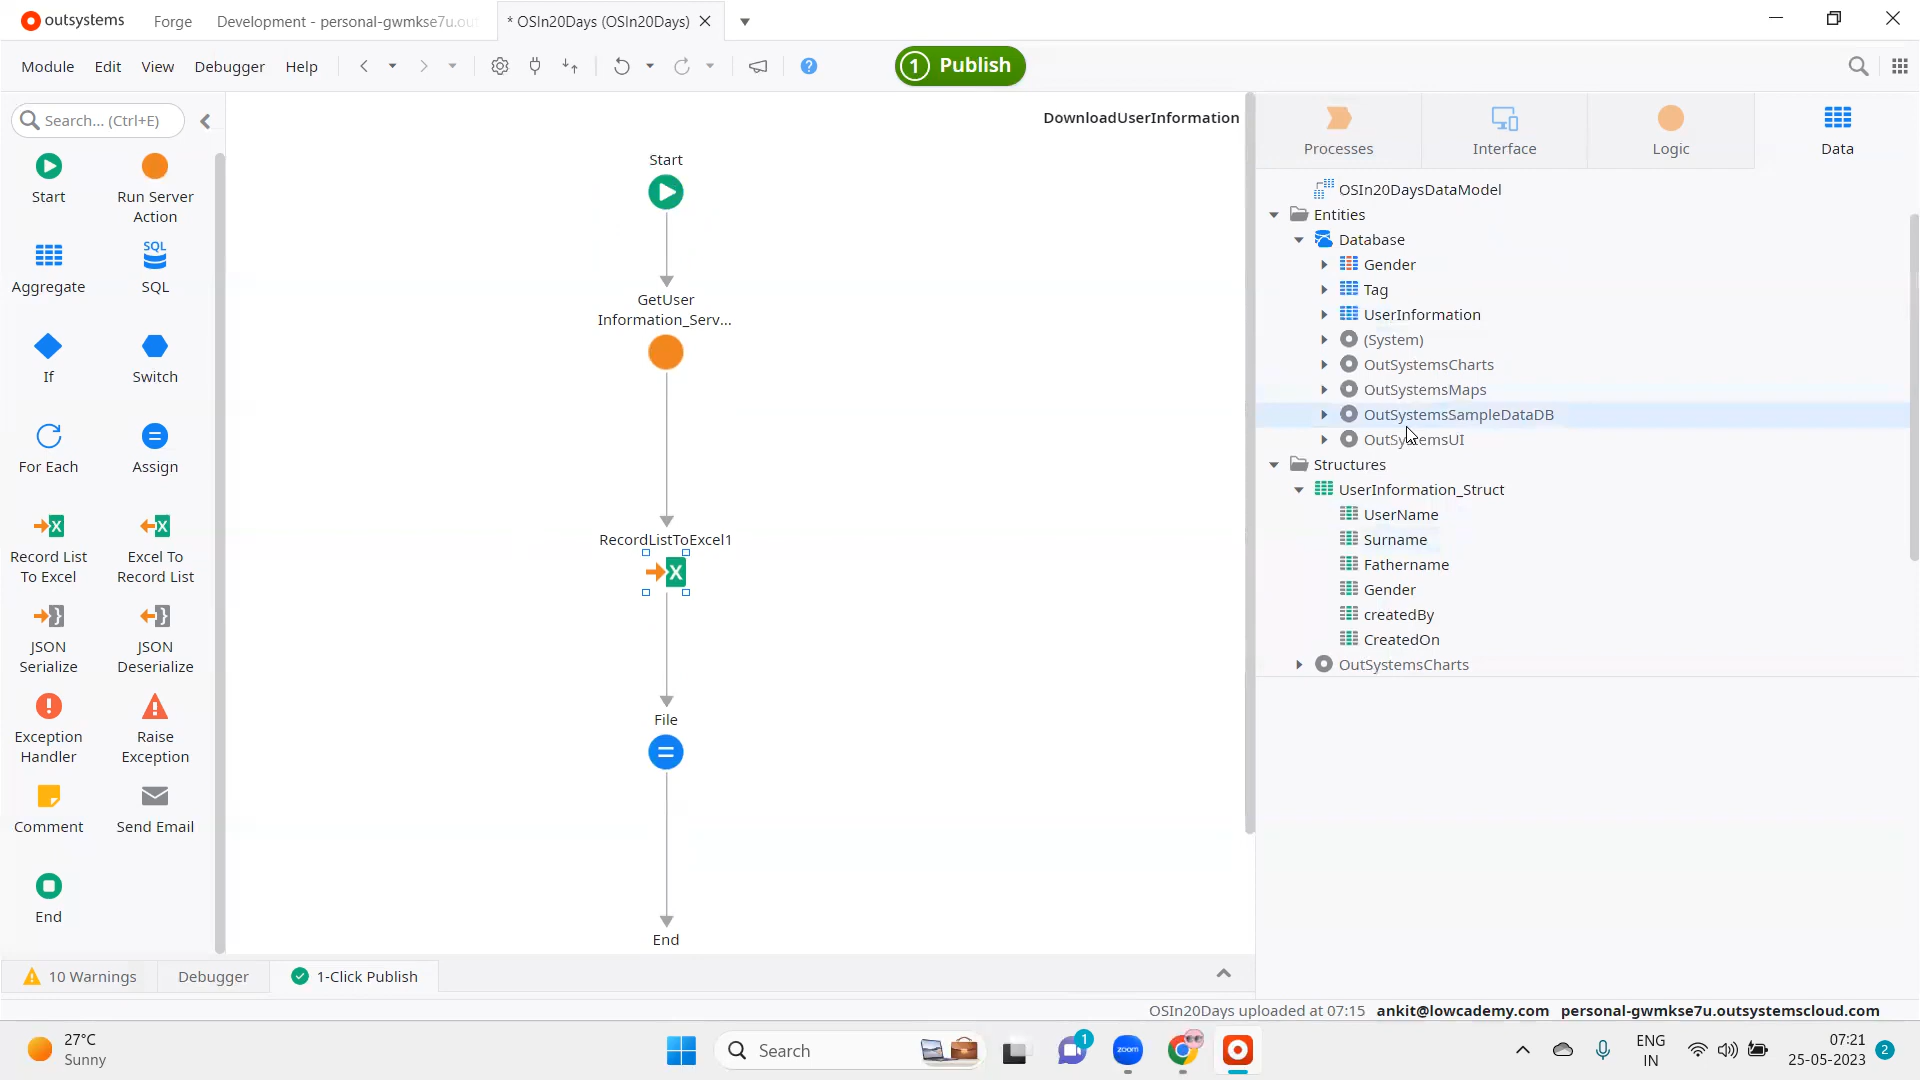 outsystems
Forge
Development - personal-gwmkse7u.ou
* OSIn20Days (OSIn20Days)
Module
Edit
View
Debugger
Help
1
Publish
Search... (Ctrl+E)
Start
Run Server
Action
Aggregate
SQL
SQL
If
Switch
For Each
Assign
Record List
To Excel
Excel To
Record List
JSON
Serialize
JSON
Deserialize
Exception
Handler
Raise
Exception
Comment
Send Email
End
DownloadUserInformation
Start
GetUser
Information_Serv...
RecordListToExcel1
File
End
Processes
Interface
Logic
Data
OSIn20DaysDataModel
Entities
Database
Gender
Tag
UserInformation
(System)
OutSystemsCharts
OutSystemsMaps
OutSystemsSampleDataDB
OutSystemsUI
Structures
UserInformation_Struct
UserName
Surname
Fathername
Gender
createdBy
CreatedOn
OutSystemsCharts
10 Warnings
Debugger
1-Click Publish
OSIn20Days uploaded at 07:15
ankit@lowcademy.com
personal-gwmkse7u.outsystemscloud.com
27°C
Sunny
Search
1
zoom
ENG
IN
07:21
25-05-2023
2